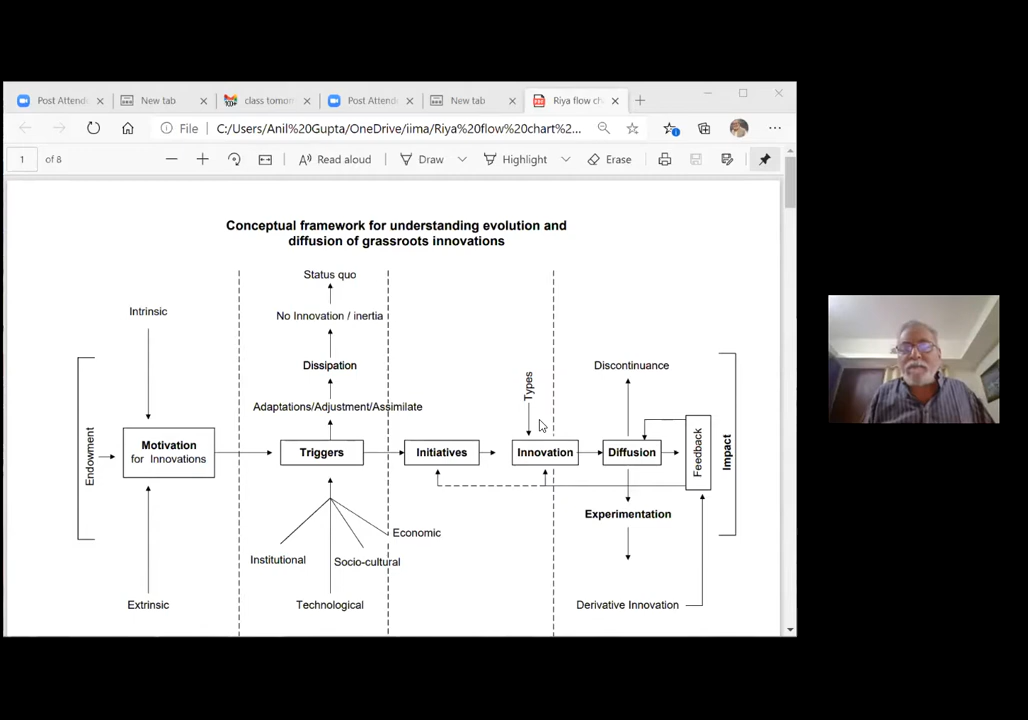 Post Attend
New tab
class tomorr
Post Attende
New tab
Riya flow ch
File
C:/Users/Anil%20Gupta/OneDrive/iima/Riya%20flow%20chart%2...
1
of 8
Read aloud
Draw
Highlight
Erase
Conceptual framework for understanding evolution and
diffusion of grassroots innovations
Status quo
Intrinsic
No Innovation / inertia
Dissipation
Discontinuance
Types
Adaptations/Adjustment/Assimilate
Endowment
Motivation
for Innovations
Triggers
Initiatives
Innovation
Diffusion
Feedback
Impact
Experimentation
Economic
Institutional
Socio-cultural
Extrinsic
Technological
Derivative Innovation